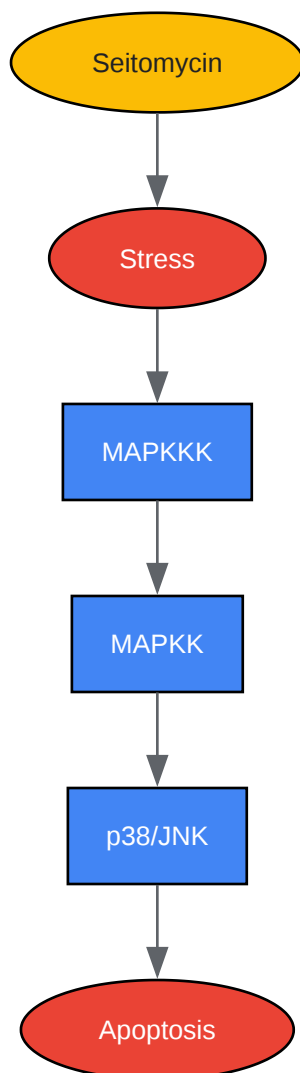 Seitomycin
Stress
MAPKKK
MAPKK
p38/JNK
Apoptosis